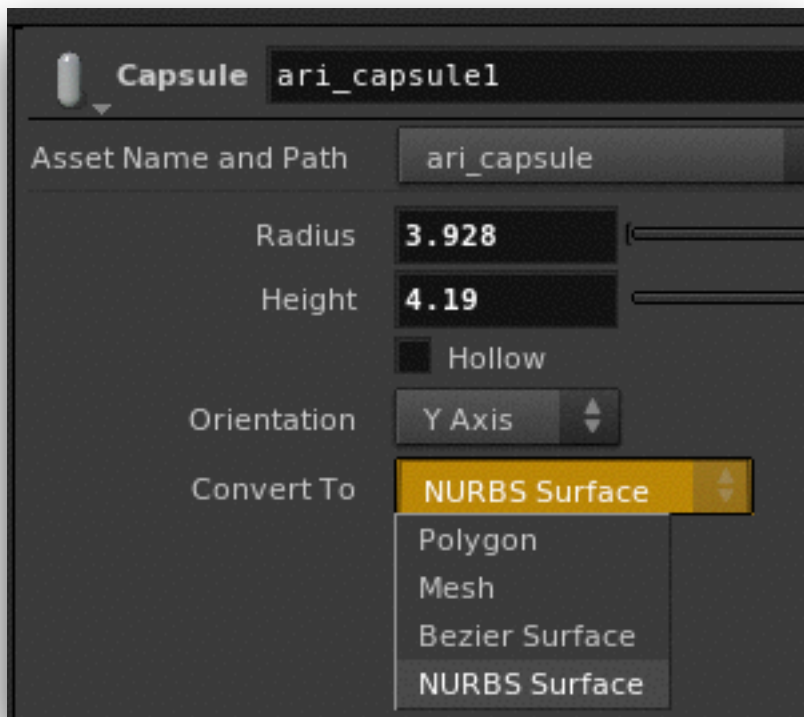 Capsule ari_capsule1
Asset Name and Path ari_capsule
Radius 3.928
Height 4.19
Hollow
Orientation Y Axis
Convert To NURBS Surface
Polygon
Mesh
Bezier Surface
NURBS Surface